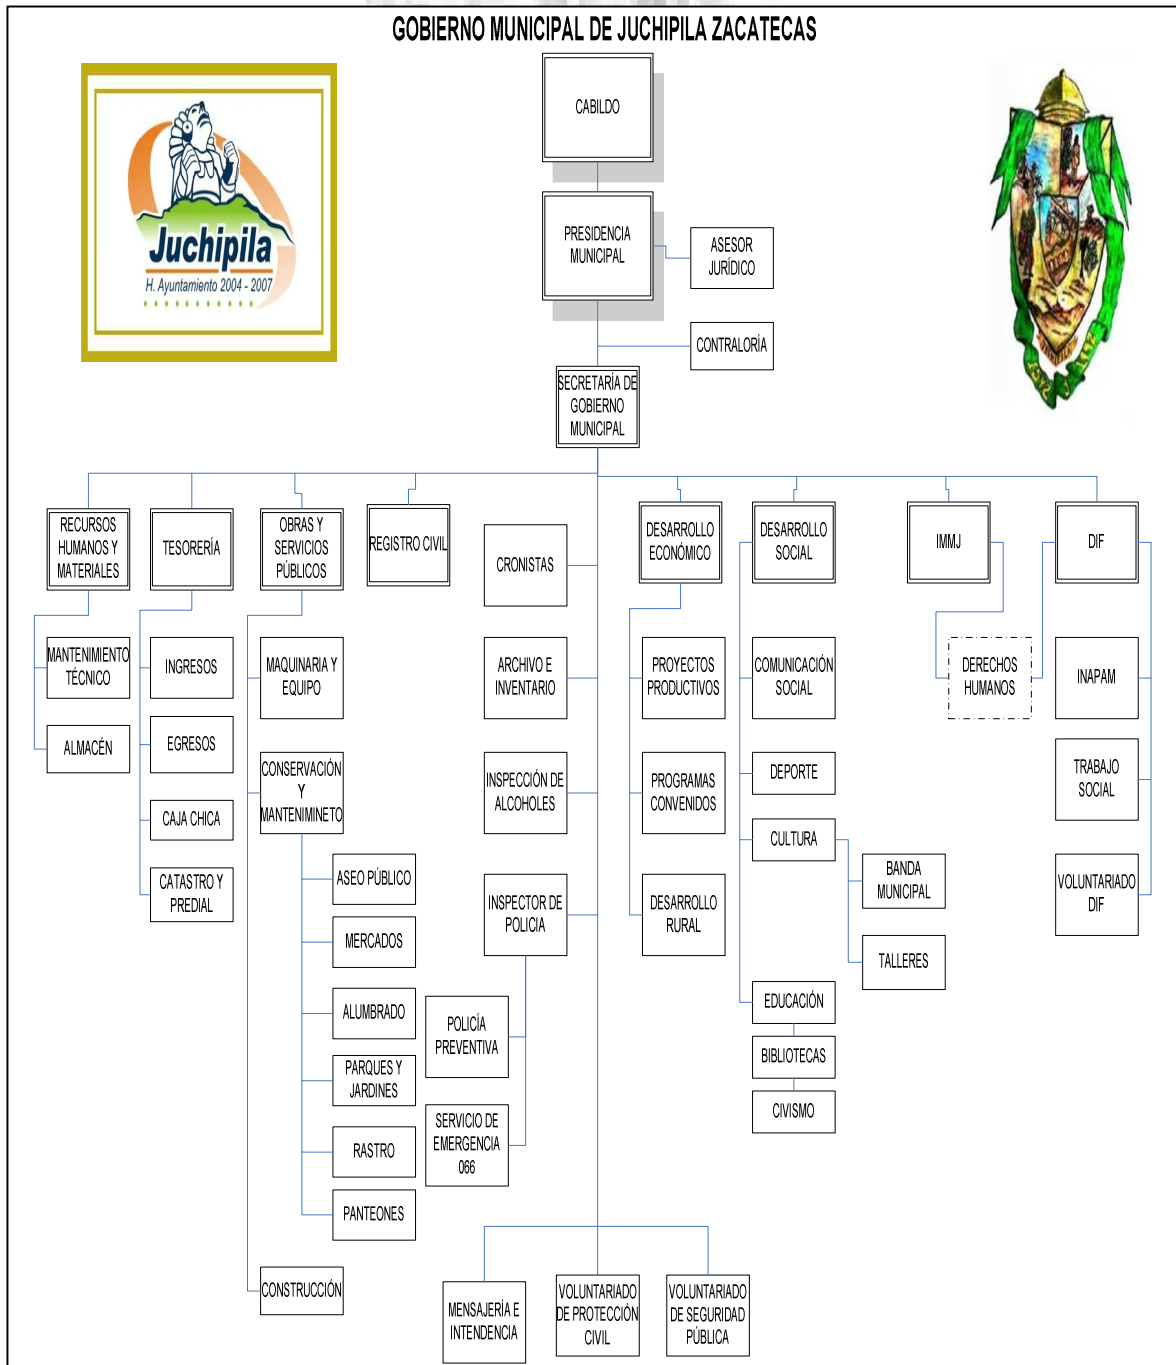 GOBIERNO MUNICIPAL DE JUCHIPILA ZACATECAS
CABILDO
Juchipila
H. Ayuntamiento 2004 - 2007
PRESIDENCIA
MUNICIPAL
ASESOR
JURÍDICO
CONTRALORÍA
SECRETARÍA DE
GOBIERNO
MUNICIPAL
RECURSOS
HUMANOS Y
MATERIALES
TESORERÍA
OBRAS Y
SERVICIOS
PÚBLICOS
REGISTRO CIVIL
CRONISTAS
DESARROLLO
ECONÓMICO
DESARROLLO
SOCIAL
IMMJ
DIF
MANTENIMIENTO
TÉCNICO
INGRESOS
MAQUINARIA Y
EQUIPO
ARCHIVO E
INVENTARIO
PROYECTOS
PRODUCTIVOS
COMUNICACIÓN
SOCIAL
DERECHOS
HUMANOS
INAPAM
ALMACÉN
EGRESOS
CONSERVACIÓN
Y
MANTENIMINETO
INSPECCIÓN DE
ALCOHOLES
PROGRAMAS
CONVENIDOS
DEPORTE
TRABAJO
SOCIAL
CAJA CHICA
CULTURA
CATASTRO Y
PREDIAL
ASEO PÚBLICO
INSPECTOR DE
POLICIA
DESARROLLO
RURAL
BANDA
MUNICIPAL
VOLUNTARIADO
DIF
MERCADOS
TALLERES
ALUMBRADO
POLICÍA
PREVENTIVA
EDUCACIÓN
PARQUES Y
JARDINES
BIBLIOTECAS
RASTRO
SERVICIO DE
EMERGENCIA
066
CIVISMO
PANTEONES
CONSTRUCCIÓN
MENSAJERÍA E
INTENDENCIA
VOLUNTARIADO
DE PROTECCIÓN
CIVIL
VOLUNTARIADO
DE SEGURIDAD
PÚBLICA